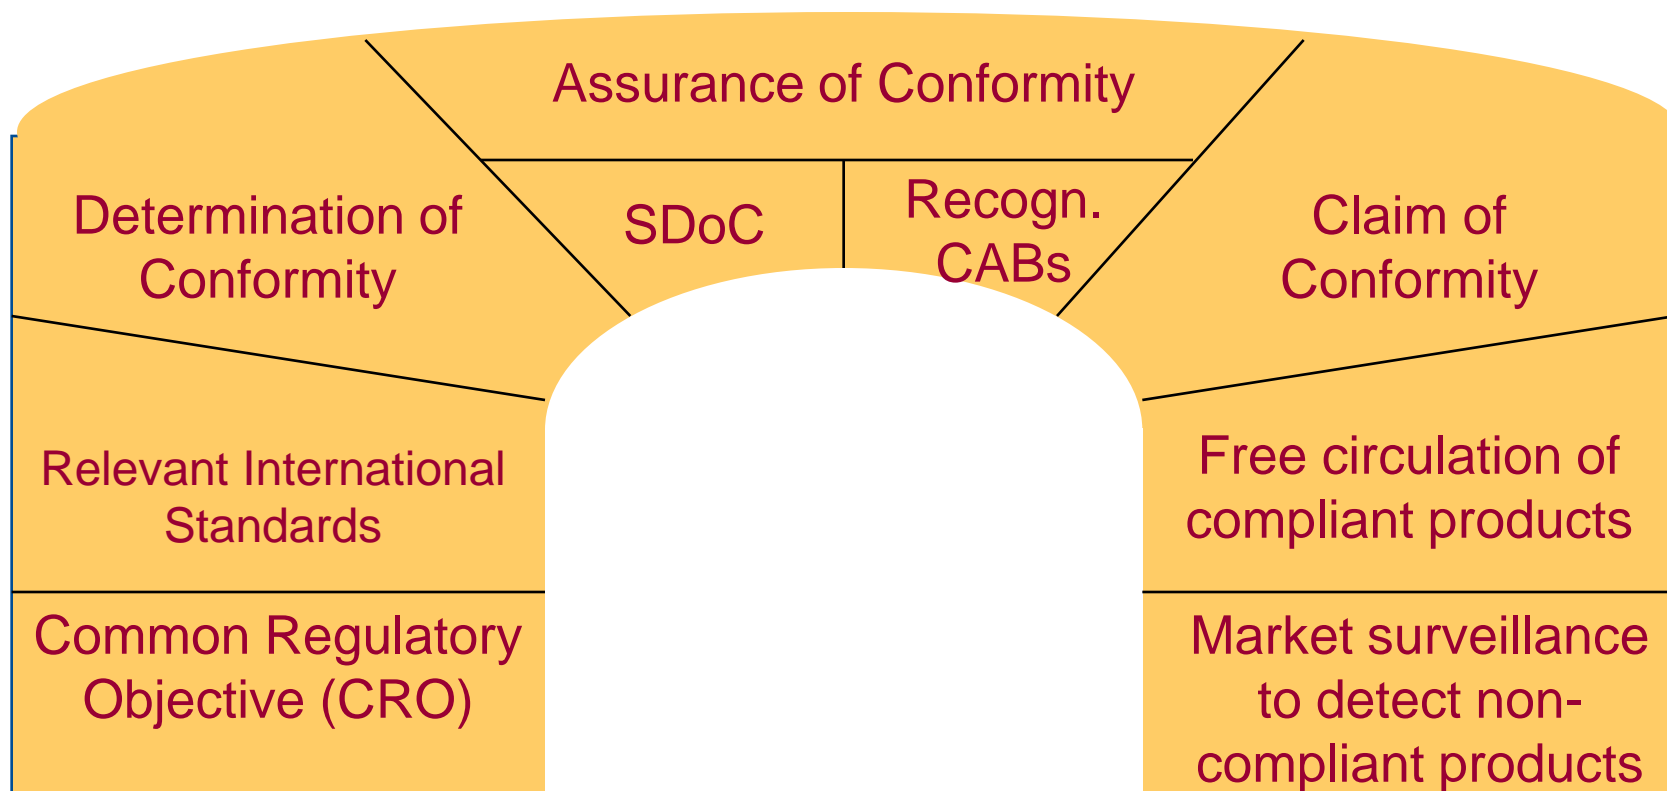 Assurance of Conformity
Determination of
Conformity
SDoC
Recogn.
CABs
Claim of
Conformity
Relevant International
Standards
Free circulation of
compliant products
Common Regulatory
Objective (CRO)
Market surveillance
to detect non-
compliant products